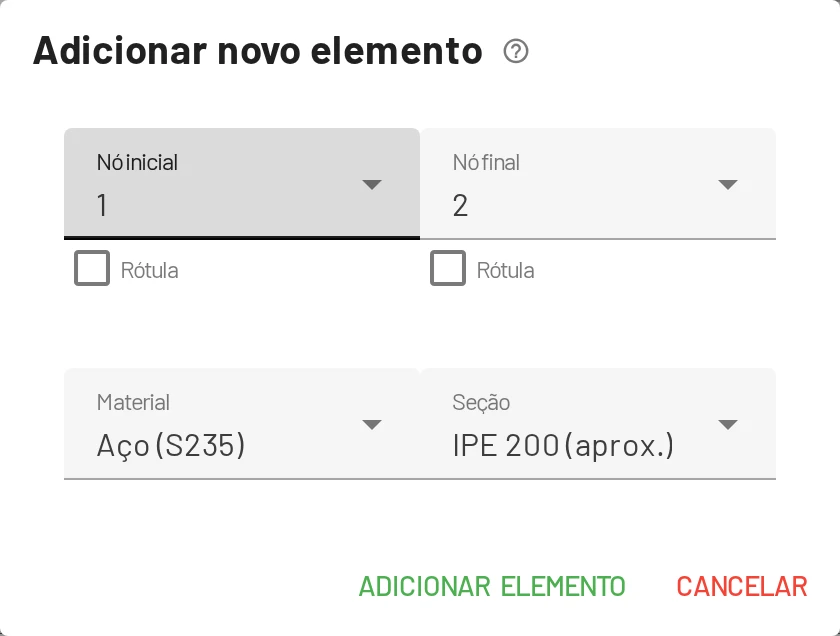 Adicionar novo elemento ?
Nó inicial
1
Nó final
2
Rótula
Rótula
Material
Aço (S235)
Seção
IPE 200 (aprox.)
ADICIONAR ELEMENTO
CANCELAR